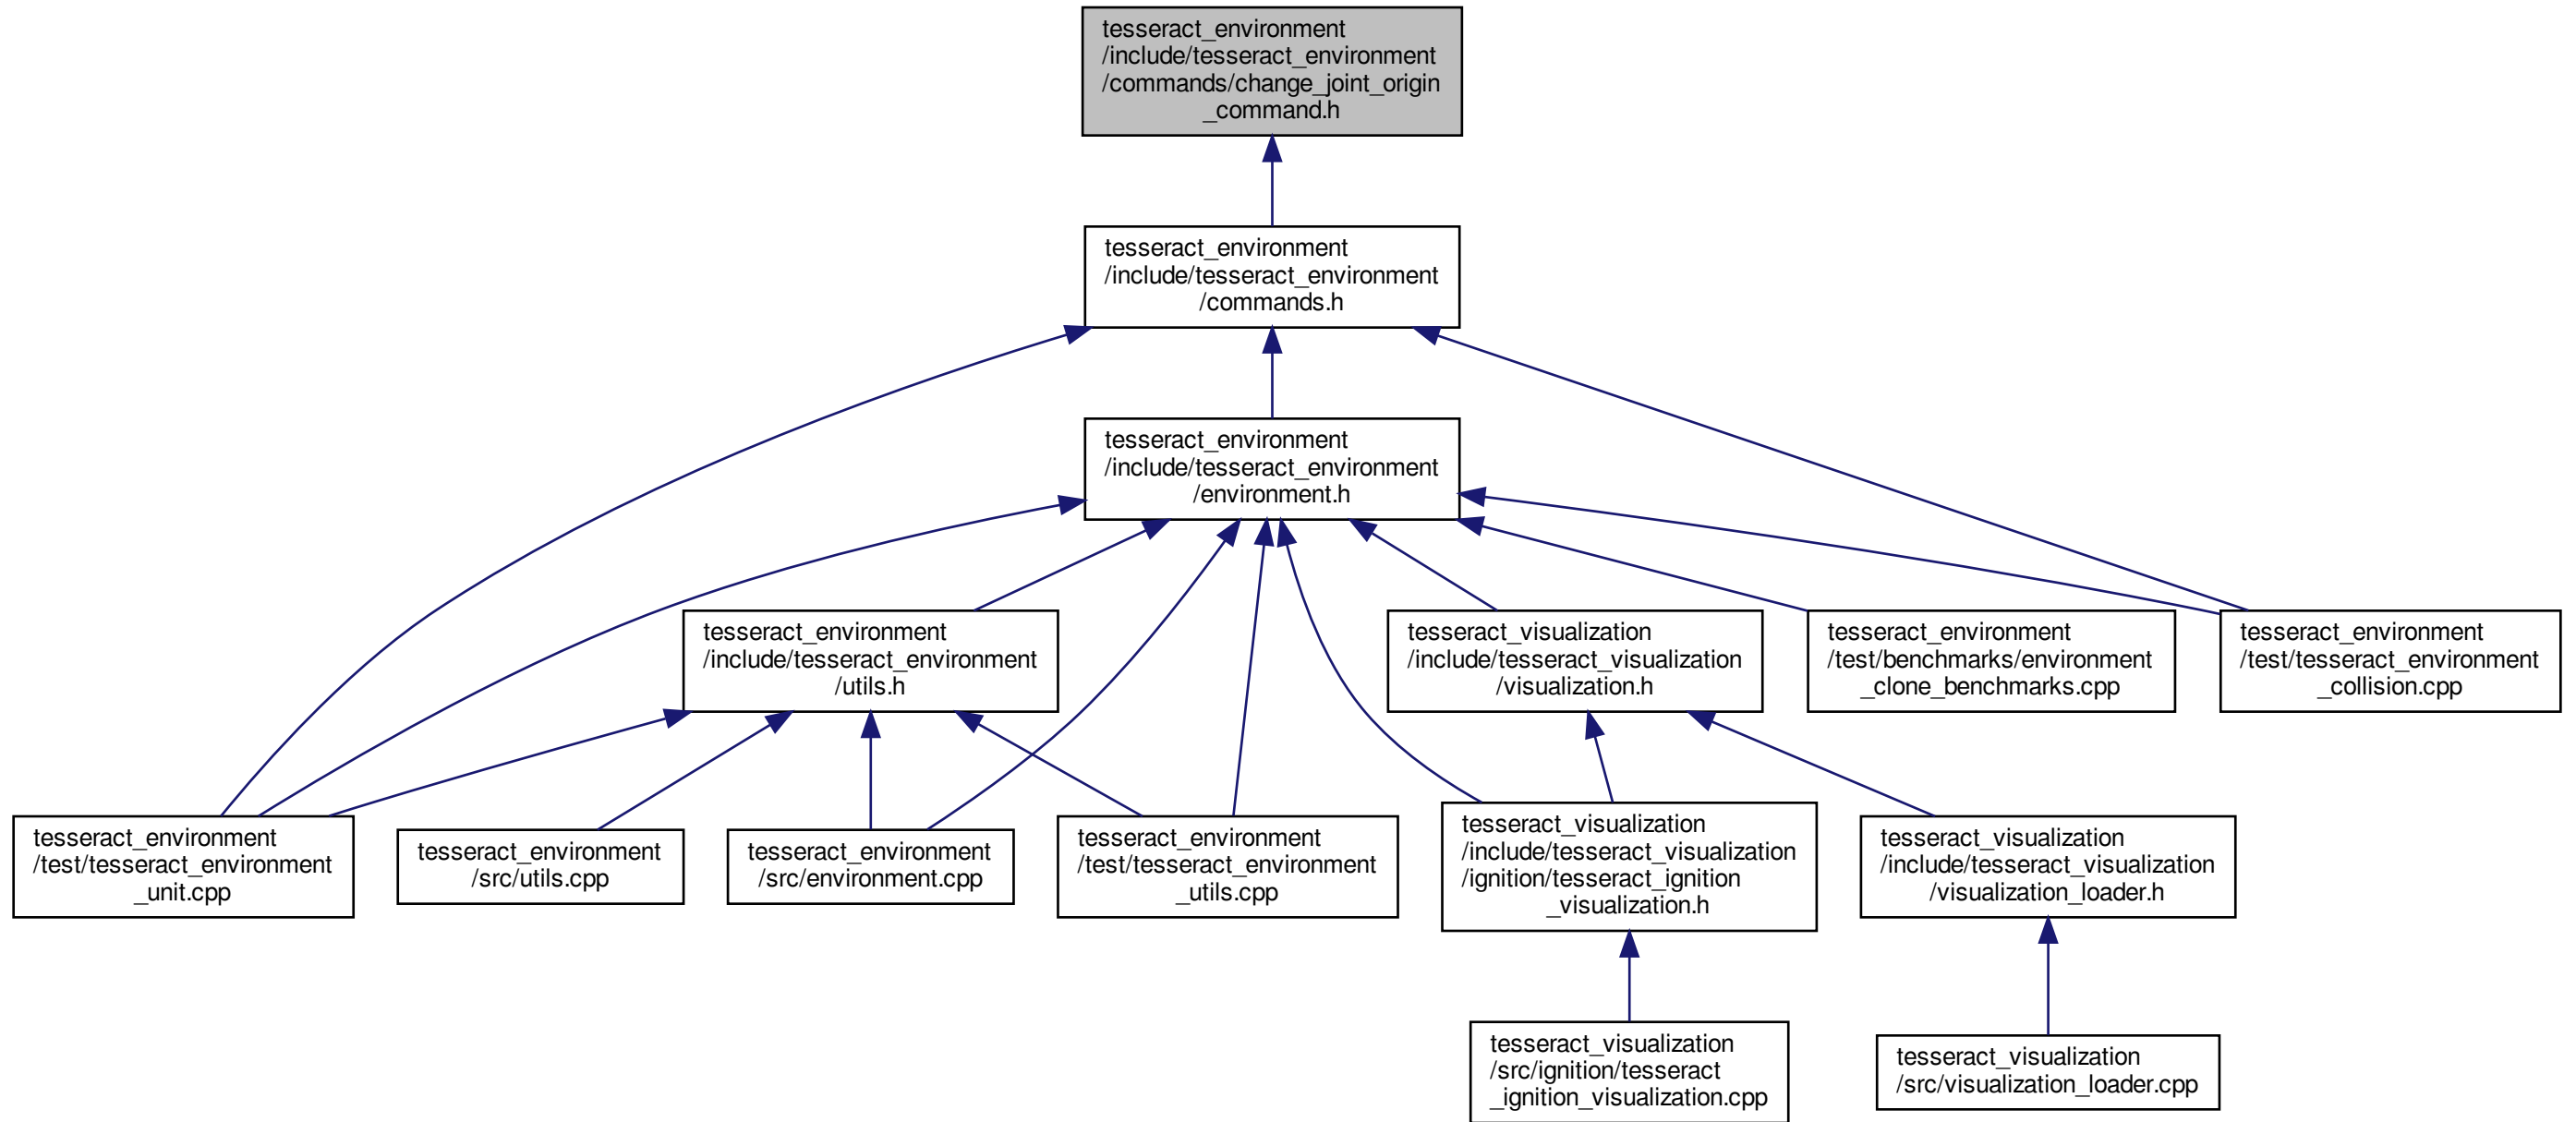 tesseract_environment
/include/tesseract_environment
/commands/change_joint_origin
_command.h
tesseract_environment
/include/tesseract_environment
/commands.h
tesseract_environment
/include/tesseract_environment
/environment.h
tesseract_environment
/include/tesseract_environment
/utils.h
tesseract_visualization
/include/tesseract_visualization
/visualization.h
tesseract_environment
/test/benchmarks/environment
_clone_benchmarks.cpp
tesseract_environment
/test/tesseract_environment
_collision.cpp
tesseract_environment
/test/tesseract_environment
_unit.cpp
tesseract_environment
/src/utils.cpp
tesseract_environment
/src/environment.cpp
tesseract_environment
/test/tesseract_environment
_utils.cpp
tesseract_visualization
/include/tesseract_visualization
/ignition/tesseract_ignition
_visualization.h
tesseract_visualization
/include/tesseract_visualization
/visualization_loader.h
tesseract_visualization
/src/ignition/tesseract
_ignition_visualization.cpp
tesseract_visualization
/src/visualization_loader.cpp